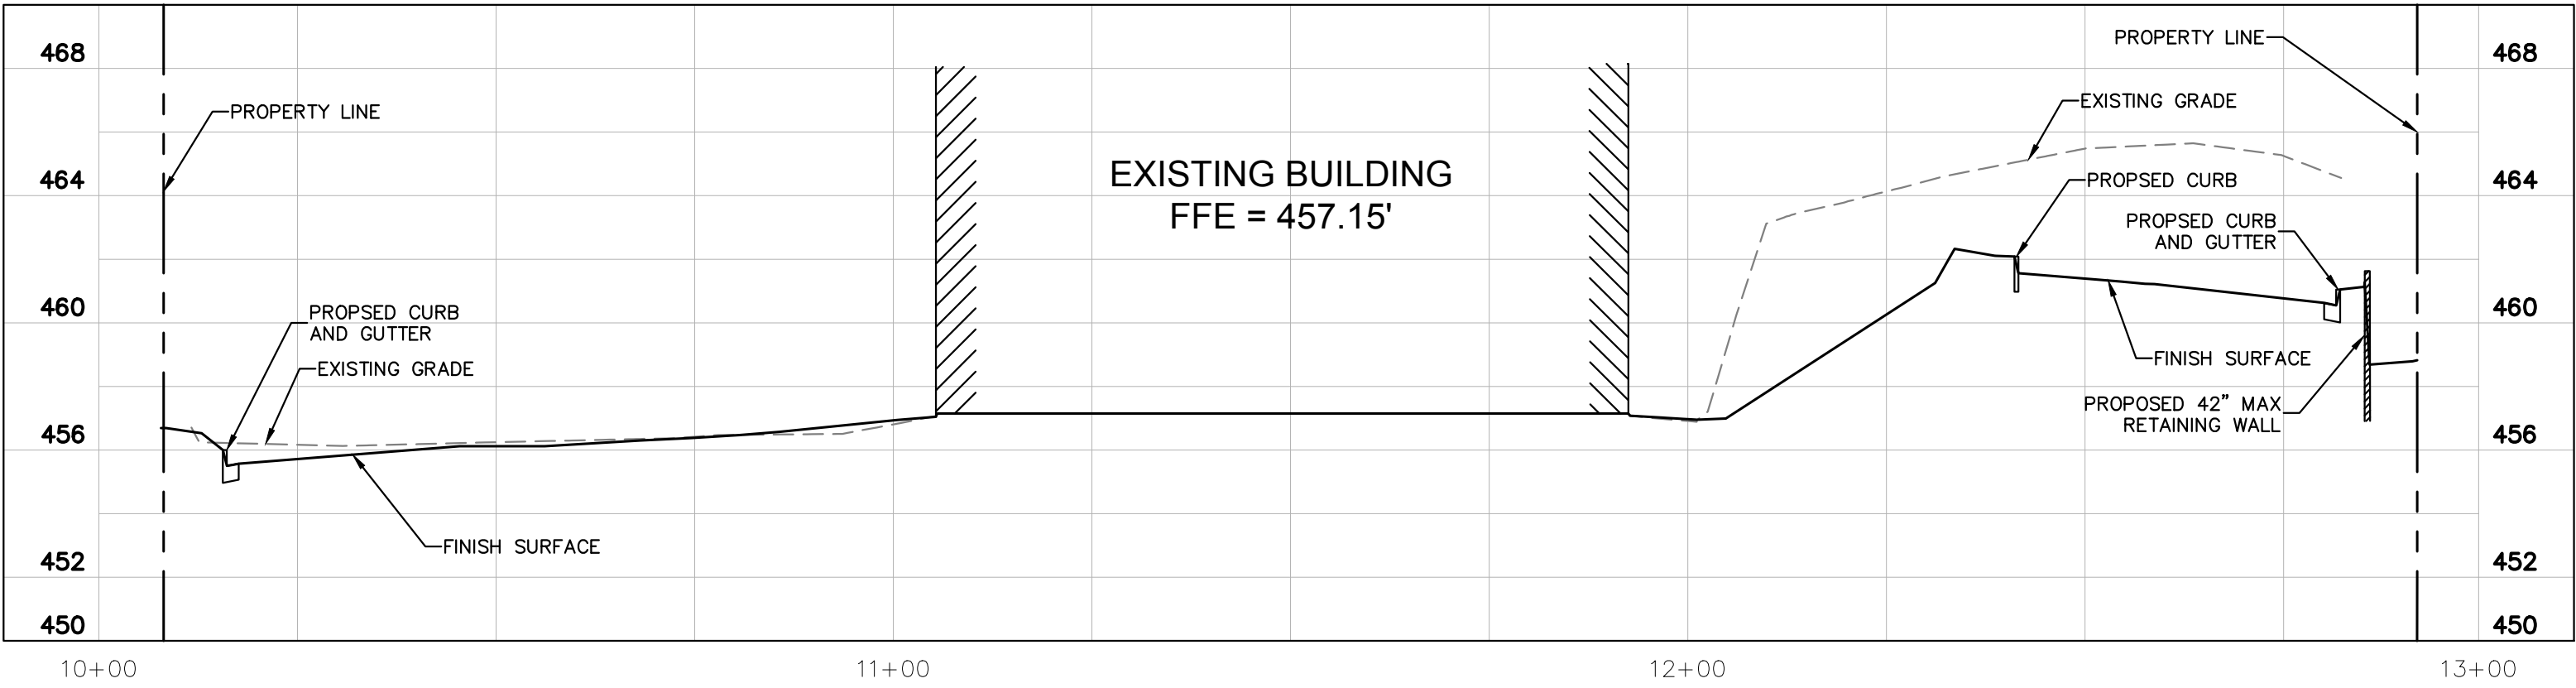 468
464
460
456
452
450
PROPERTY LINE
PROPSED CURB
AND GUTTER
EXISTING GRADE
FINISH SURFACE
EXISTING BUILDING
FFE = 457.15'
PROPERTY LINE
EXISTING GRADE
PROPSED CURB
PROPSED CURB
AND GUTTER
FINISH SURFACE
PROPOSED 42" MAX
RETAINING WALL
468
464
460
456
452
450
10+00
11+00
12+00
13+00